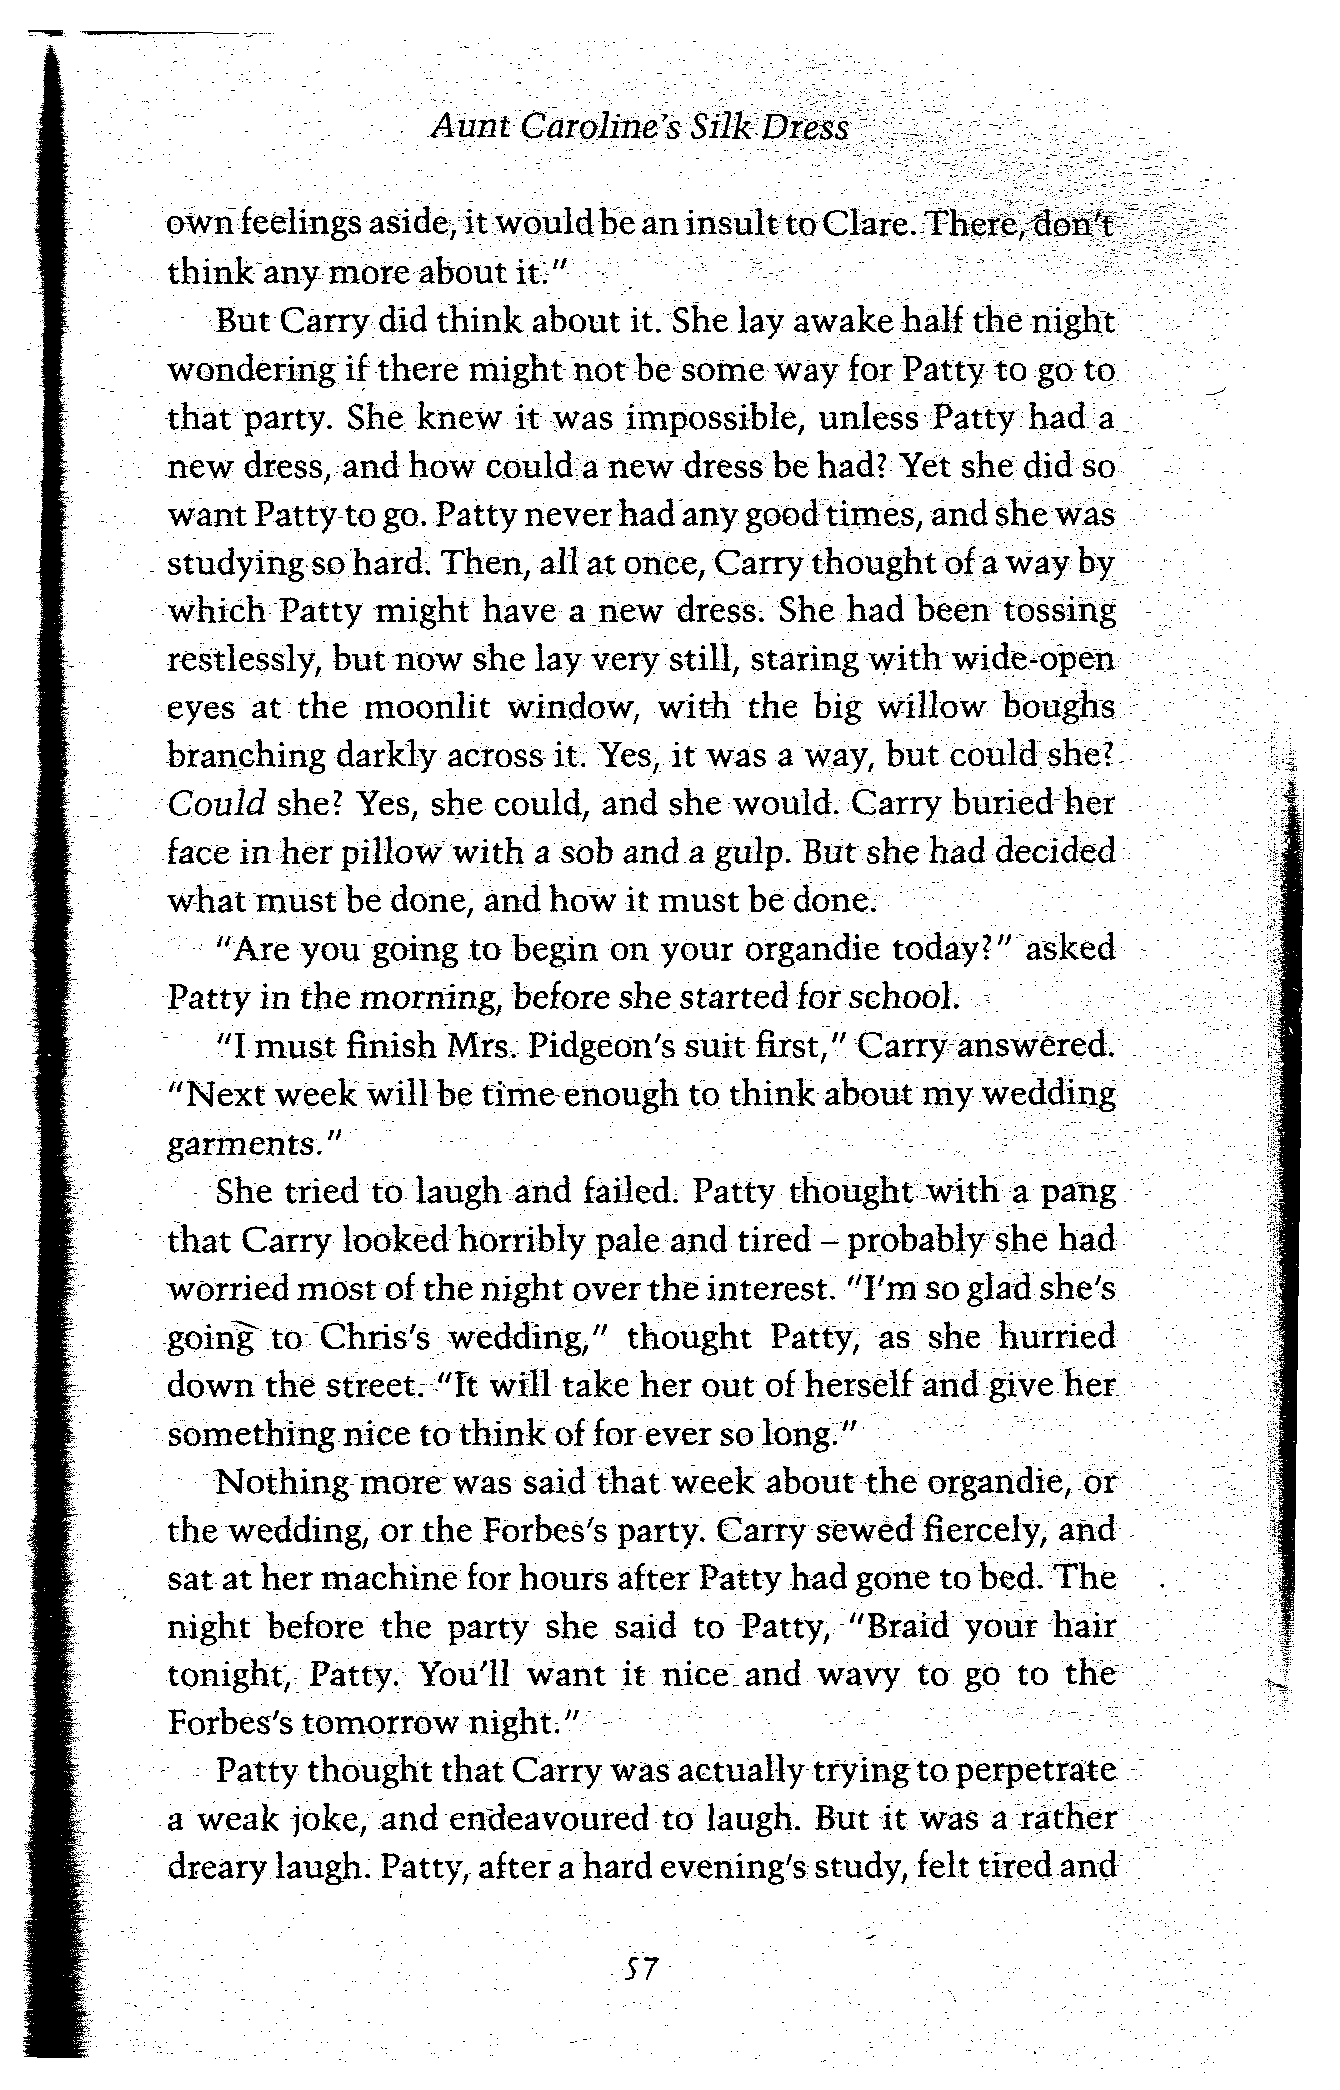 Aunt Caroline's Silk Dress
own feelings aside, it would be an insult to Clare. There, don't
think any more about it."
But Carry did think about it. She lay awake half the night
wondering if there might not be some way for Patty to go to
that party. She knew it was impossible, unless Patty had a
new dress, and how could a new dress be had? Yet she did so
want Patty to go. Patty never had any good times, and she was
studying so hard. Then, all at once, Carry thought of a way by
which Patty might have a new dress. She had been tossing
restlessly, but now she lay very still, staring with wide-open
eyes at the moonlit window, with the big willow boughs
branching darkly across it. Yes, it was a way, but could she?
Could she? Yes, she could, and she would. Carry buried her
face in her pillow with a sob and a gulp. But she had decided
what must be done, and how it must be done.
"Are you going to begin on your organdie today?" asked
Patty in the morning, before she started for school.
"I must finish Mrs. Pidgeon's suit first," Carry answered.
"Next week will be time enough to think about my wedding
garments."
She tried to laugh and failed. Patty thought with a pang
that Carry looked horribly pale and tired – probably she had
worried most of the night over the interest. "I'm so glad she's
going to Chris's wedding," thought Patty, as she hurried
down the street. "It will take her out of herself and give her
something nice to think of for ever so long."
Nothing more was said that week about the organdie, or
the wedding, or the Forbes's party. Carry sewed fiercely, and
sat at her machine for hours after Patty had gone to bed. The
night before the party she said to Patty, "Braid your hair
tonight, Patty. You'll want it nice and wavy to go to the
Forbes's tomorrow night."
Patty thought that Carry was actually trying to perpetrate
a weak joke, and endeavoured to laugh. But it was a rather
dreary laugh. Patty, after a hard evening's study, felt tired and
57